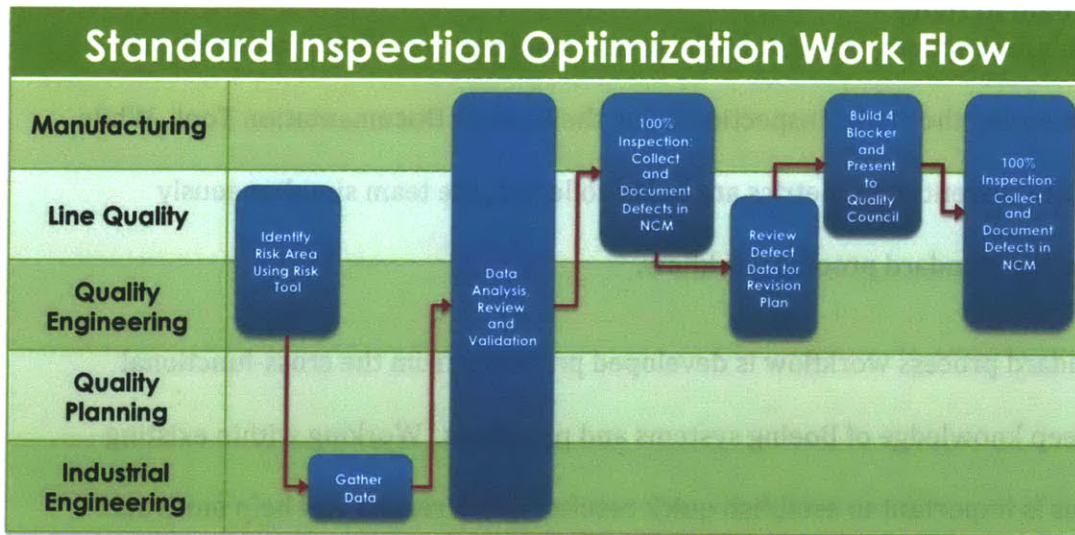 Standard Inspection Optimization Work Flow
Manufacturing
Line Quality
Quality
Engineering
Quality
Planning
Industrial
Engineering
Identify
Risk Area
Using Risk
Tool
Gather
Data
Data
Analysis,
Review
and
Validation
100%
Inspection:
Collect
and
Document
Defects in
NCM
Review
Defect
Data for
Revision
Plan
Build 4
Blocker
and
Present
to
Quality
Council
100%
Inspection:
Collect
and
Document
Defects in
NCM